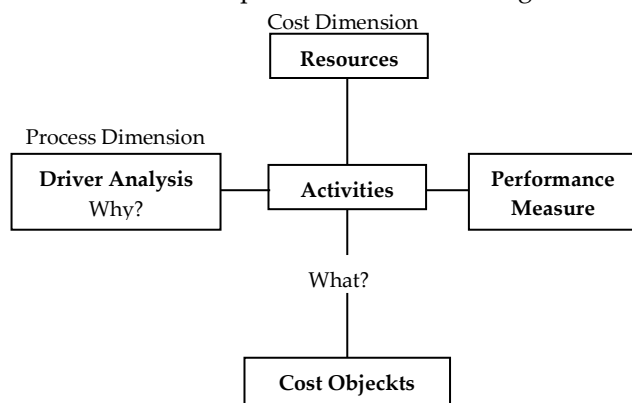 Cost Dimension
Resources
Process Dimension
Driver Analysis
Why?
Activities
Performance
Measure
What?
Cost Objeckts